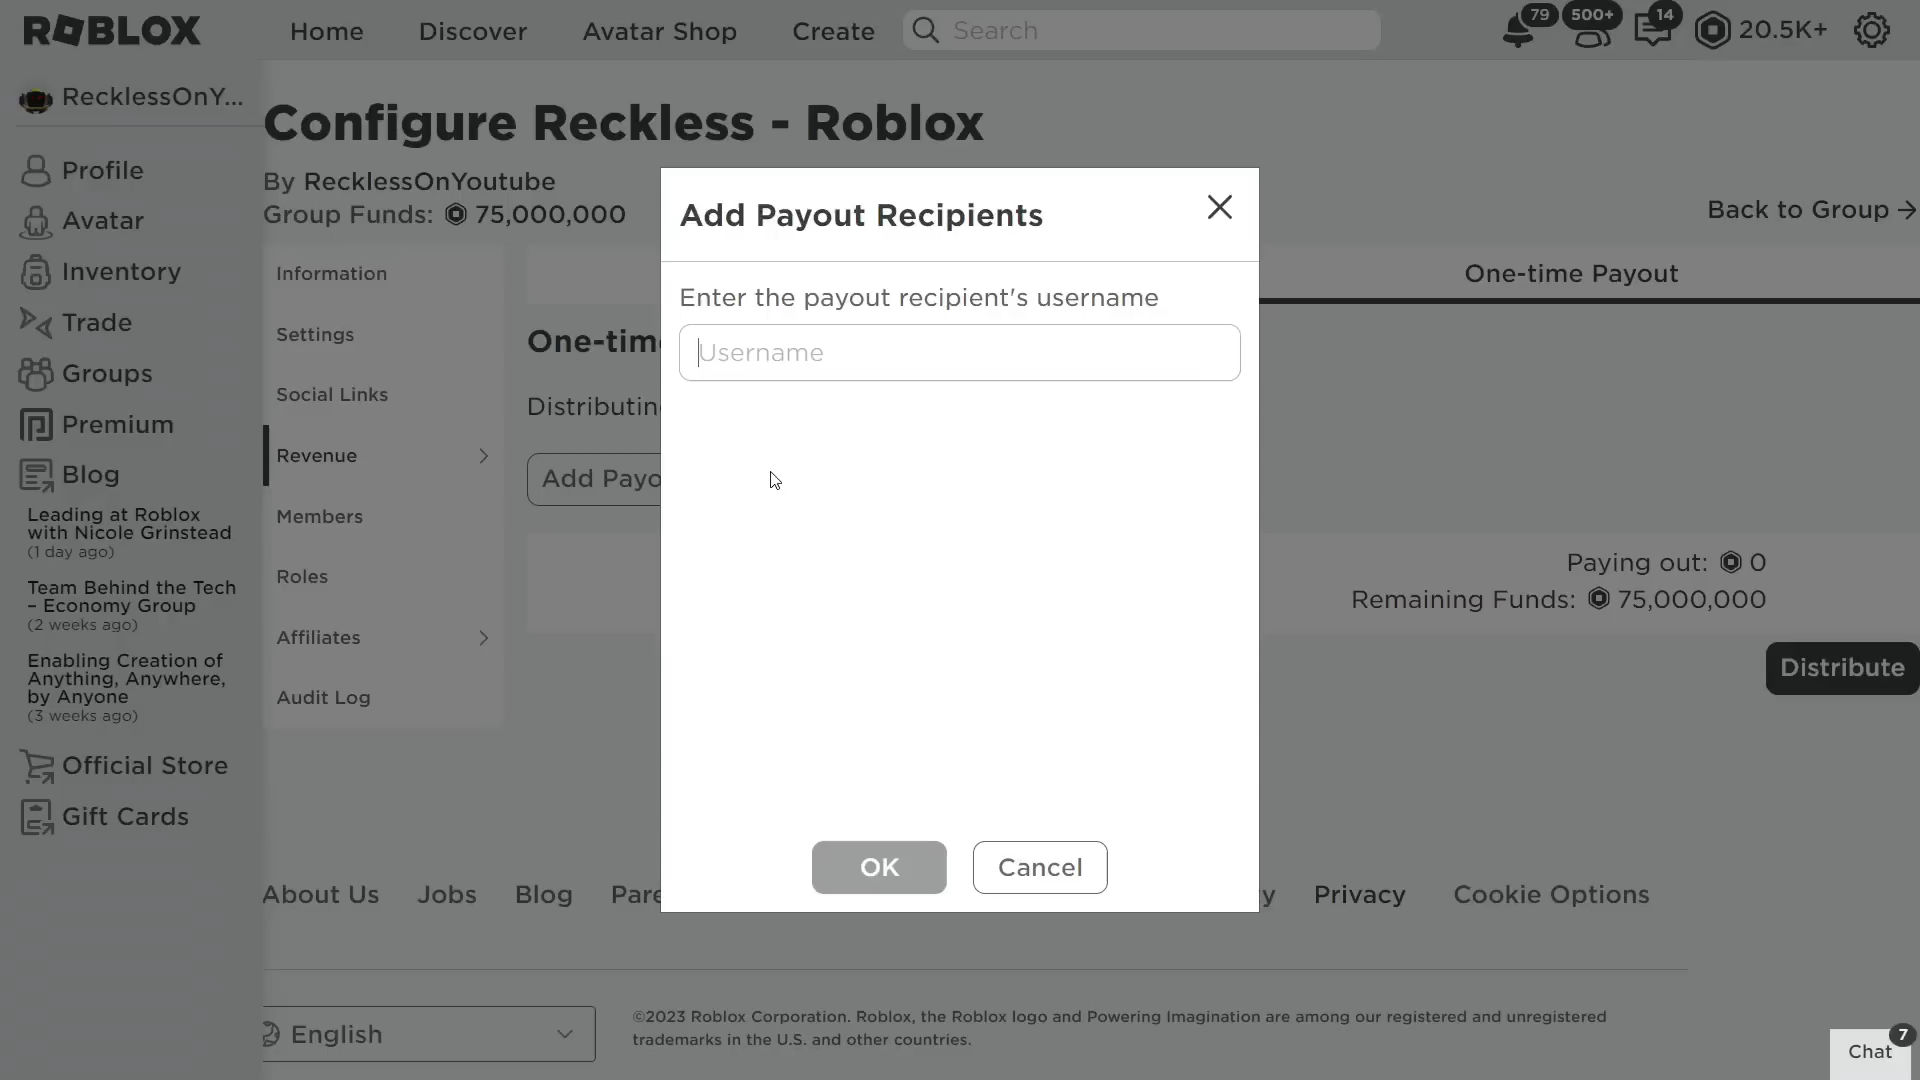 ROBLOX
Home
Discover
Avatar Shop
Create
Search
79
500+
14
20.5K+
RecklessOnY...
Profile
Avatar
Inventory
Trade
Groups
Premium
Blog
Leading at Roblox
with Nicole Grinstead
(1 day ago)
Team Behind the Tech
– Economy Group
(2 weeks ago)
Enabling Creation of
Anything, Anywhere,
by Anyone
(3 weeks ago)
Official Store
Gift Cards
Configure Reckless - Roblox
By RecklessOnYoutube
Group Funds: 75,000,000
Back to Group
Information
Settings
Social Links
Revenue
Members
Roles
Affiliates
Audit Log
One-time Payout
One-tim
Distributin
Add Payo
Add Payout Recipients
Enter the payout recipient's username
Username
OK
Cancel
Paying out: 0
Remaining Funds: 75,000,000
Distribute
About Us
Jobs
Blog
Pare
y
Privacy
Cookie Options
English
©2023 Roblox Corporation. Roblox, the Roblox logo and Powering Imagination are among our registered and unregistered
trademarks in the U.S. and other countries.
Chat
7